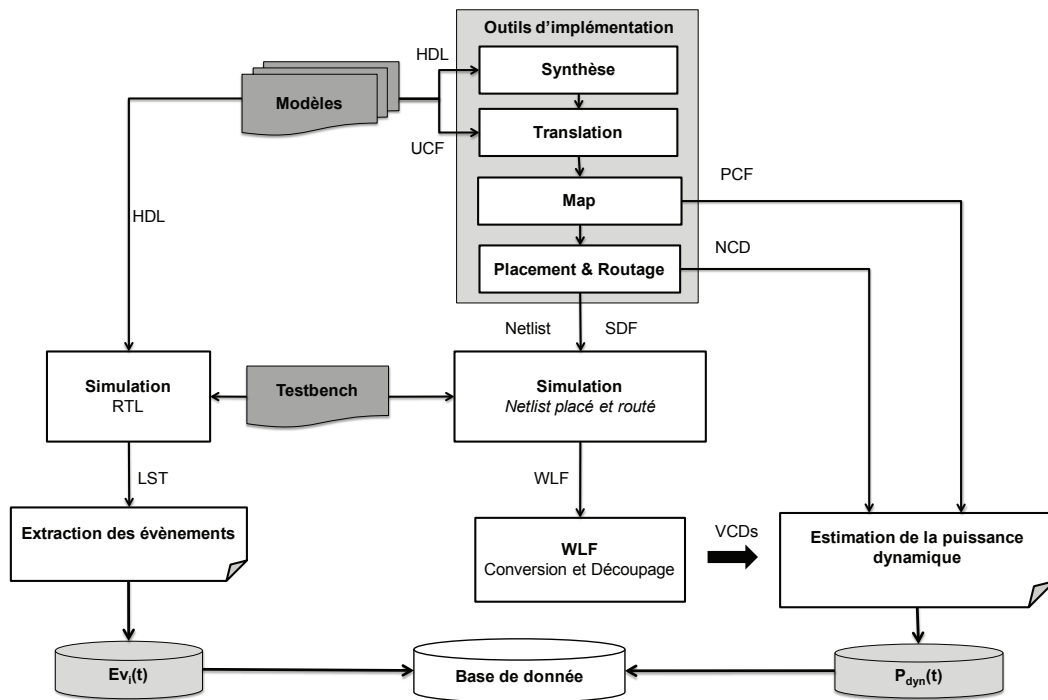 Outils d'implémentation
HDL
Synthèse
Modèles
Translation
UCF
PCF
Map
HDL
NCD
Placement & Routage
Netlist
SDF
Simulation
RTL
Testbench
Simulation
Netlist placé et routé
LST
WLF
Extraction des évènements
WLF
Conversion et Découpage
VCDs
Estimation de la puissance
dynamique
Evi(t)
Base de donnée
Pdyn(t)